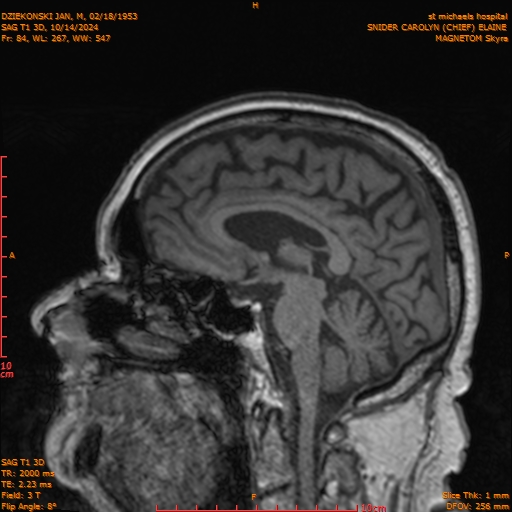 H
DZIEKONSKI JAN, M, 02/18/1953
SAG T1 3D, 10/14/2024
Fr: 84, WL: 267, WW: 547
st michaels hospital
SNIDER CAROLYN (CHIEF) ELAINE
MAGNETOM Skyra
A
P
10
cm
SAG T1 3D
TR: 2000 ms
TE: 2.23 ms
Field: 3 T
Flip Angle: 8°
F
10cm
Slice Thk: 1 mm
DFOV: 256 mm